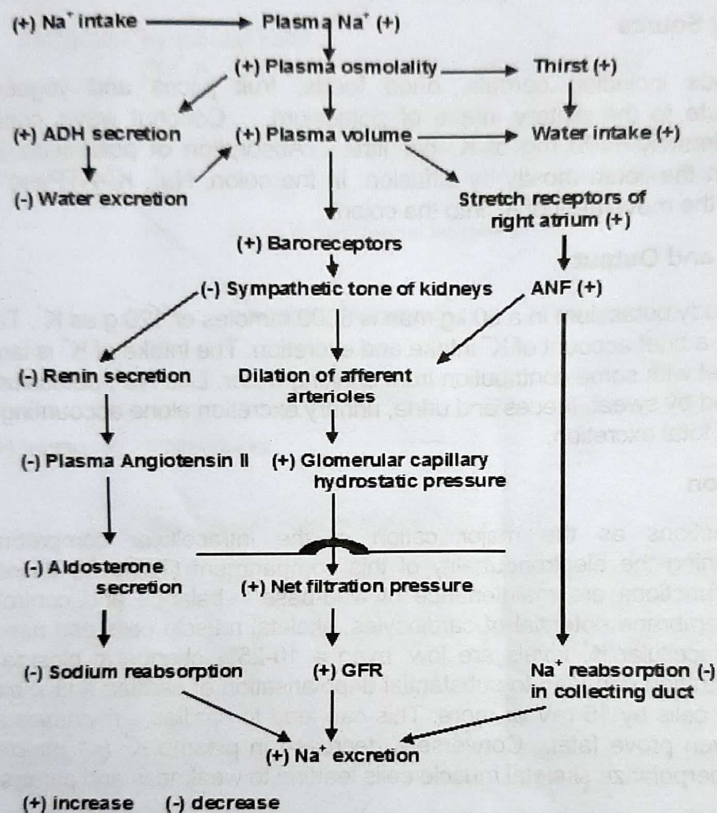 (+) Na⁺ intake Plasma Na⁺ (+)
(+) Plasma osmolality Thirst (+)
(+) ADH secretion (+) Plasma volume Water intake (+)
(-) Water excretion Stretch receptors of
right atrium (+)
(+) Baroreceptors
(-) Sympathetic tone of kidneys ANF (+)
(-) Renin secretion Dilation of afferent
arterioles
(-) Plasma Angiotensin II (+) Glomerular capillary
hydrostatic pressure
(-) Aldosterone
secretion (+) Net filtration pressure
(-) Sodium reabsorption (+) GFR Na⁺ reabsorption (-)
in collecting duct
(+) Na⁺ excretion
(+) increase (-) decrease